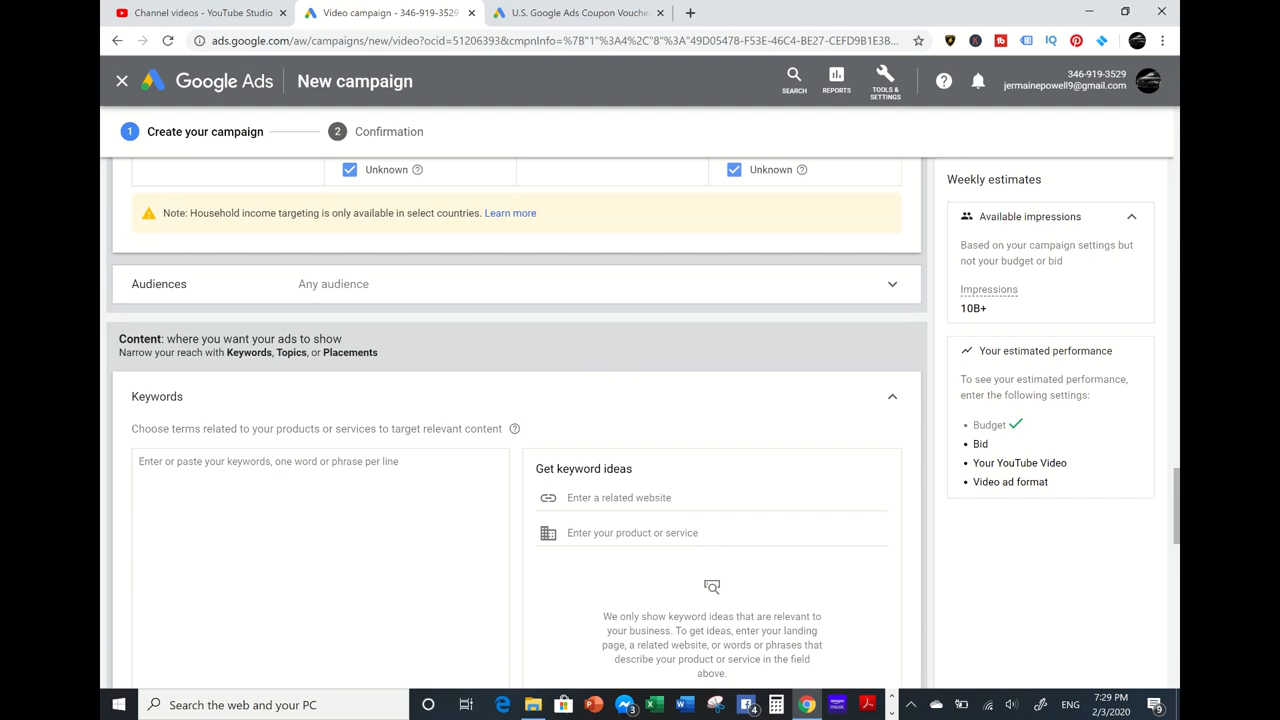 Channel videos - YouTube Studio
Video campaign - 346-919-3529
U.S. Google Ads Coupon Vouche
ads.google.com/aw/campaigns/new/video?ocid=51206393&cmpnInfo=%7B"1"%3A4%2C"8"%3A"49D05478-F53E-46C4-BE27-CEFD9B1E3B...
Google Ads
New campaign
SEARCH
REPORTS
TOOLS &
SETTINGS
346-919-3529
jermainepowell9@gmail.com
1 Create your campaign
2 Confirmation
Unknown
Unknown
Note: Household income targeting is only available in select countries. Learn more
Audiences
Any audience
Content: where you want your ads to show
Narrow your reach with Keywords, Topics, or Placements
Keywords
Choose terms related to your products or services to target relevant content
Enter or paste your keywords, one word or phrase per line
Get keyword ideas
Enter a related website
Enter your product or service
We only show keyword ideas that are relevant to
your business. To get ideas, enter your landing
page, a related website, or words or phrases that
describe your product or service in the field
above.
Weekly estimates
Available impressions
Based on your campaign settings but
not your budget or bid
Impressions
10B+
Your estimated performance
To see your estimated performance,
enter the following settings:
• Budget
• Bid
• Your YouTube Video
• Video ad format
Search the web and your PC
3
4
amazon music
7:29 PM
2/3/2020
9